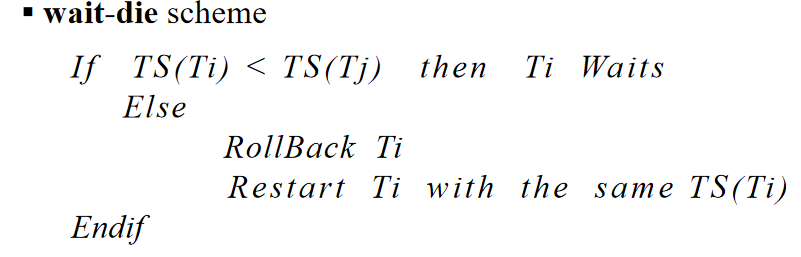 ▪ wait-die scheme
If TS(Ti) < TS(Tj) then Ti Waits
Else
RollBack Ti
Restart Ti with the same TS(Ti)
Endif